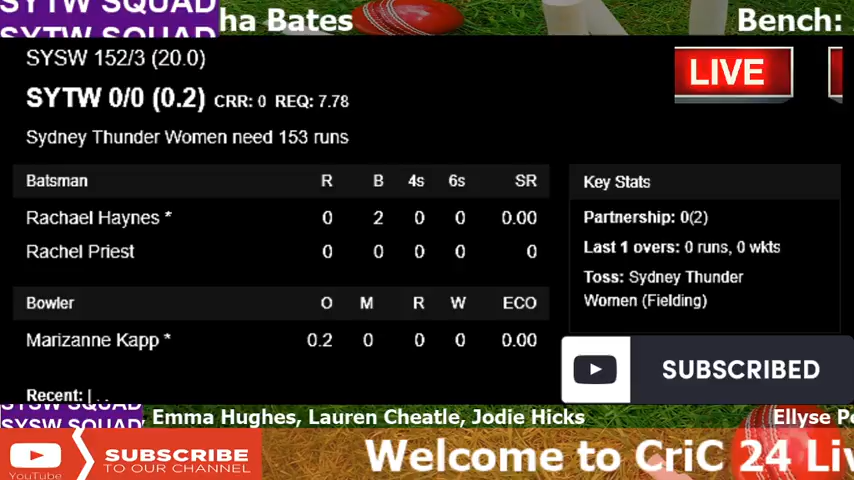 SYTW SQUAD
ha Bates
Bench:
SYTW SQUAD
SYSW 152/3 (20.0)
LIVE
SYTW 0/0 (0.2) CRR: 0 REQ: 7.78
Sydney Thunder Women need 153 runs
Batsman R B 4s 6s SR
Rachael Haynes * 0 2 0 0 0.00
Rachel Priest 0 0 0 0 0
Bowler O M R W ECO
Marizanne Kapp * 0.2 0 0 0 0.00
Recent: | . .
Key Stats
Partnership: 0(2)
Last 1 overs: 0 runs, 0 wkts
Toss: Sydney Thunder
Women (Fielding)
SUBSCRIBED
SYSW SQUAD
SYSW SQUAD
Emma Hughes, Lauren Cheatle, Jodie Hicks
Ellyse Pe
YouTube
SUBSCRIBE
TO OUR CHANNEL
Welcome to CriC 24 Liv